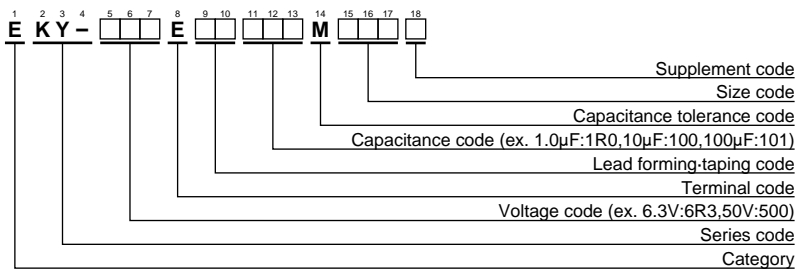 1 2 3 4 5 6 7 8 9 10 11 12 13 14 15 16 17 18
E K Y – □□□ E □□ □□□ M □□□ □
Supplement code
Size code
Capacitance tolerance code
Capacitance code (ex. 1.0μF:1R0,10μF:100,100μF:101)
Lead forming·taping code
Terminal code
Voltage code (ex. 6.3V:6R3,50V:500)
Series code
Category